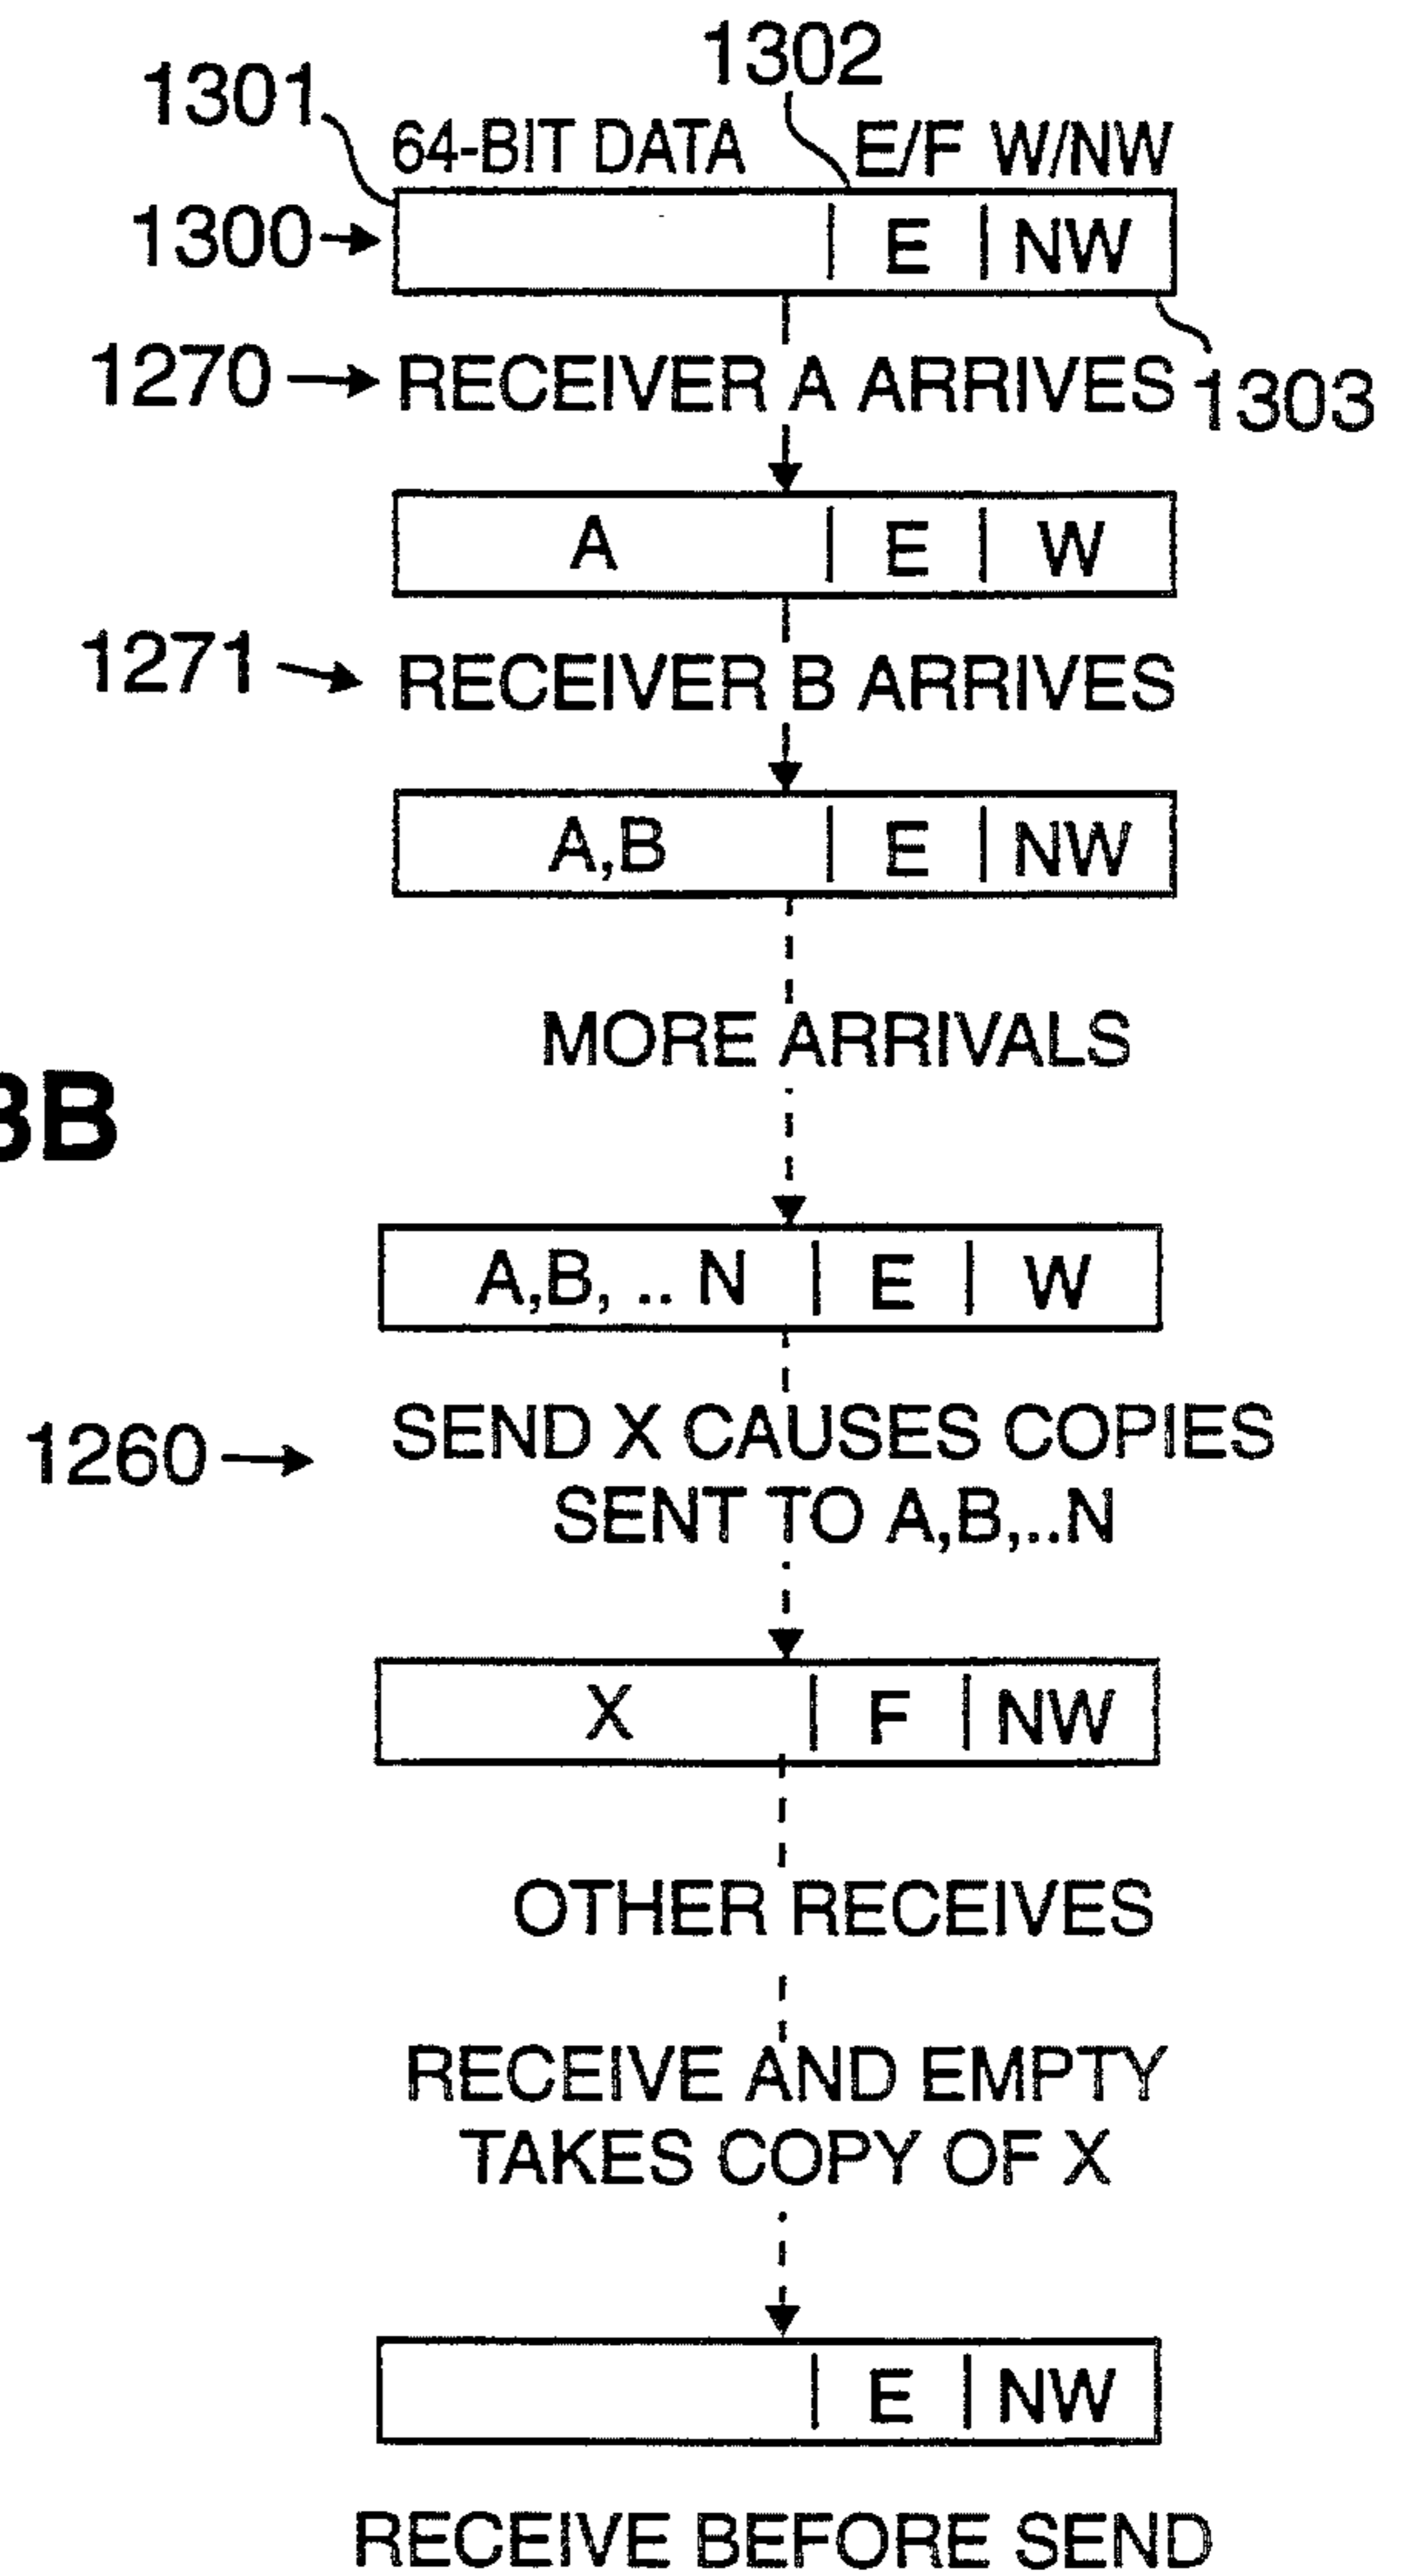 1302
1301
64-BIT DATA E/F W/NW
1300 E NW
1270 RECEIVER A ARRIVES 1303
A E W
1271 RECEIVER B ARRIVES
A,B E NW
MORE ARRIVALS
3B
A,B, .. N E W
1260 SEND X CAUSES COPIES
SENT TO A,B,..N
X F NW
OTHER RECEIVES
RECEIVE AND EMPTY
TAKES COPY OF X
E NW
RECEIVE BEFORE SEND